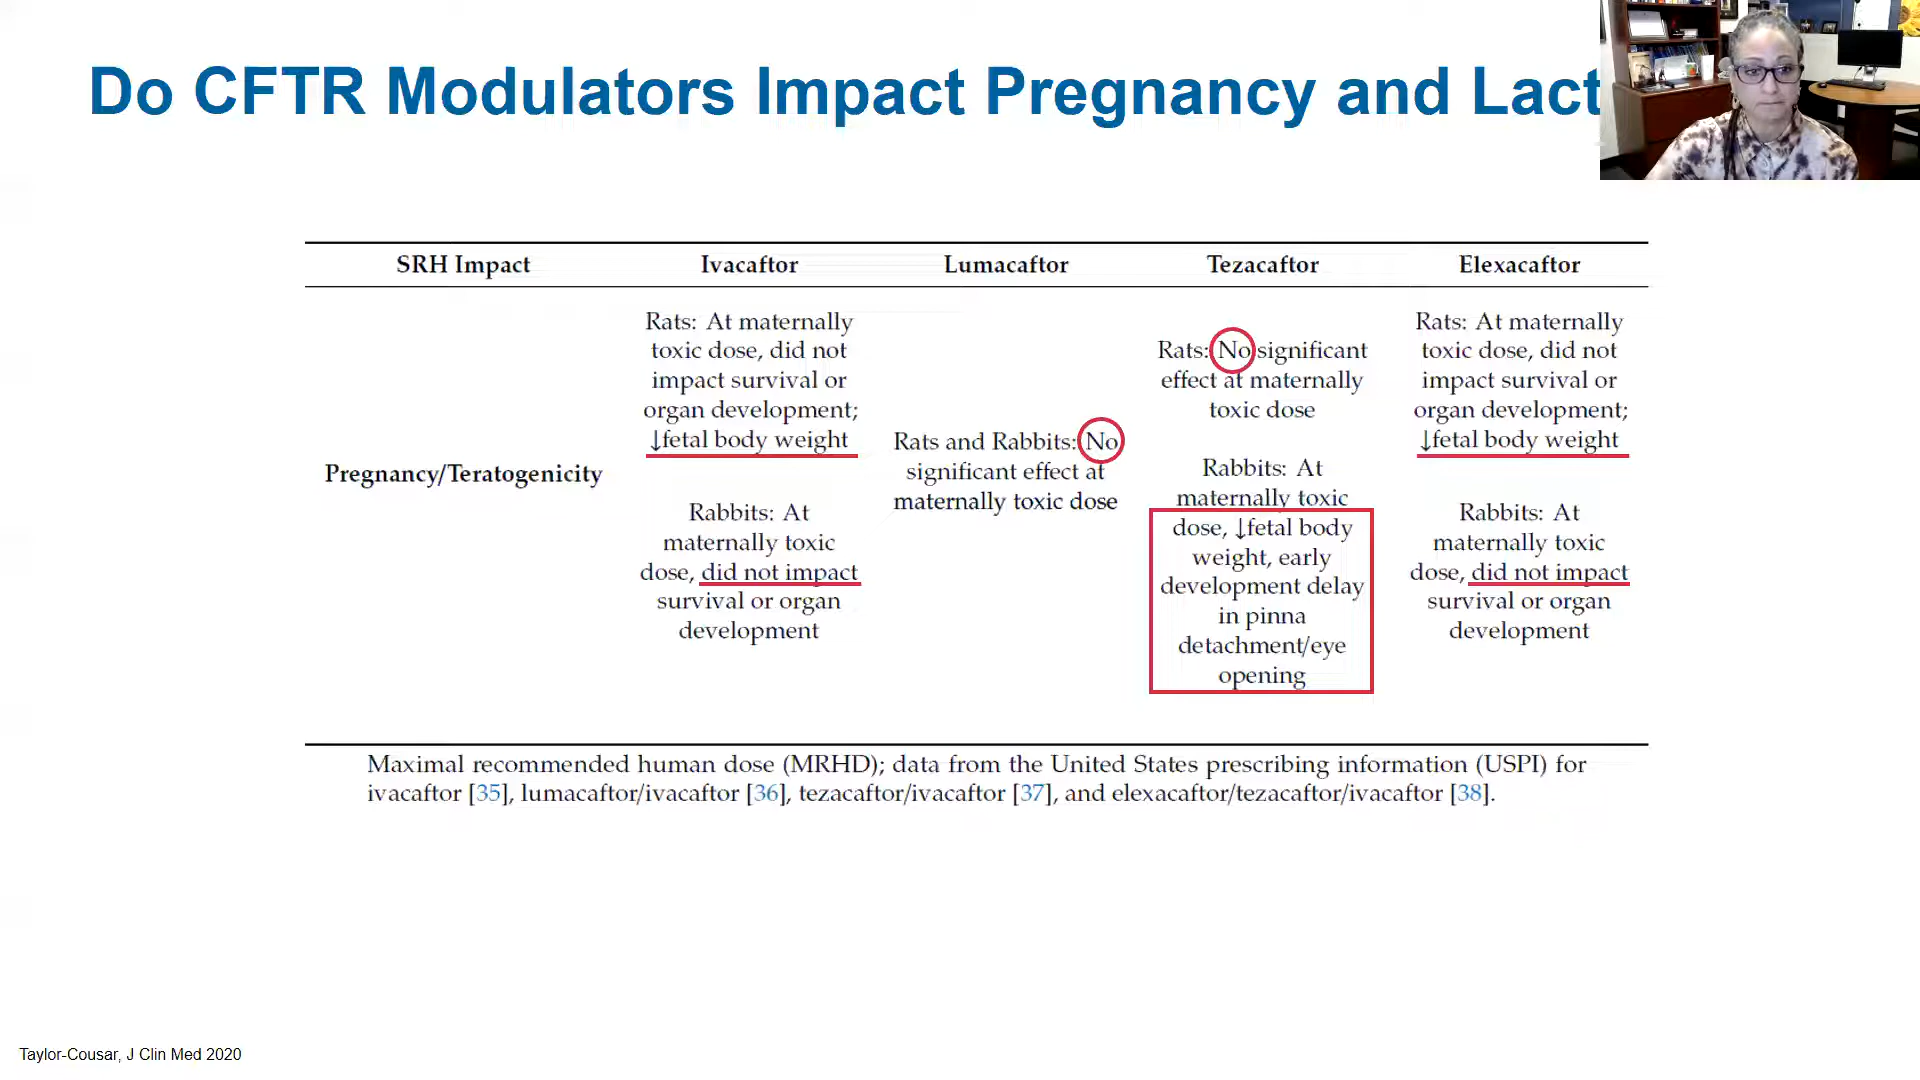 Do CFTR Modulators Impact Pregnancy and Lact
SRH Impact
Ivacaftor
Lumacaftor
Tezacaftor
Elexacaftor
Pregnancy/Teratogenicity
Rats: At maternally
toxic dose, did not
impact survival or
organ development;
↓fetal body weight
Rabbits: At
maternally toxic
dose, did not impact
survival or organ
development
Rats and Rabbits: No
significant effect at
maternally toxic dose
Rats: No significant
effect at maternally
toxic dose
Rabbits: At
maternally toxic
dose, ↓fetal body
weight, early
development delay
in pinna
detachment/eye
opening
Rats: At maternally
toxic dose, did not
impact survival or
organ development;
↓fetal body weight
Rabbits: At
maternally toxic
dose, did not impact
survival or organ
development
Maximal recommended human dose (MRHD); data from the United States prescribing information (USPI) for
ivacaftor [35], lumacaftor/ivacaftor [36], tezacaftor/ivacaftor [37], and elexacaftor/tezacaftor/ivacaftor [38].
Taylor-Cousar, J Clin Med 2020